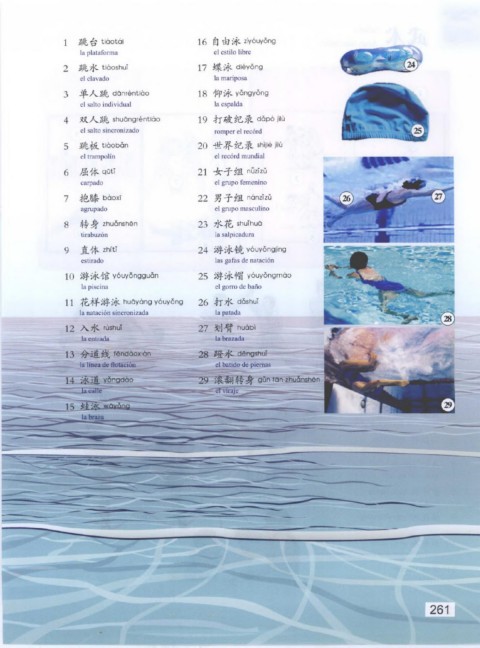 1 跳台 tiàotái
la plataforma
2 跳水 tiàoshuǐ
el clavado
3 单人跳 dānréntiào
el salto individual
4 双人跳 shuāngréntiào
el salto sincronizado
5 跳板 tiàobǎn
el trampolín
6 屈体 qūtǐ
carpado
7 抱膝 bàoxī
agrupado
8 转身 zhuǎnshēn
tirabuzón
9 直体 zhítǐ
estirado
10 游泳馆 yóuyǒngguǎn
la piscina
11 花样游泳 huāyàng yóuyǒng
la natación sincronizada
12 入水 rùshuǐ
la entrada
13 分道线 fēndàoxiàn
la línea de flotación
14 泳道 yǒngdào
la calle
15 蛙泳 wāyǒng
la braza
16 自由泳 zìyóuyǒng
el estilo libre
17 蝶泳 diéyǒng
la mariposa
18 仰泳 yǎngyǒng
la espalda
19 打破纪录 dǎpò jìlù
romper el recórd
20 世界纪录 shìjiè jìlù
el recórd mundial
21 女子组 nǚzǐzǔ
el grupo femenino
22 男子组 nánzǐzǔ
el grupo masculino
23 水花 shuǐhuā
la salpicadura
24 游泳镜 yóuyǒngjìng
las gafas de natación
25 游泳帽 yóuyǒngmào
el gorro de baño
26 打水 dǎshuǐ
la patada
27 划臂 huábì
la brazada
28 蹬水 dēngshuǐ
el batido de piernas
29 滚翻转身 gǔn fān zhuǎnshēn
el viraje
24
25
26
27
28
29
261